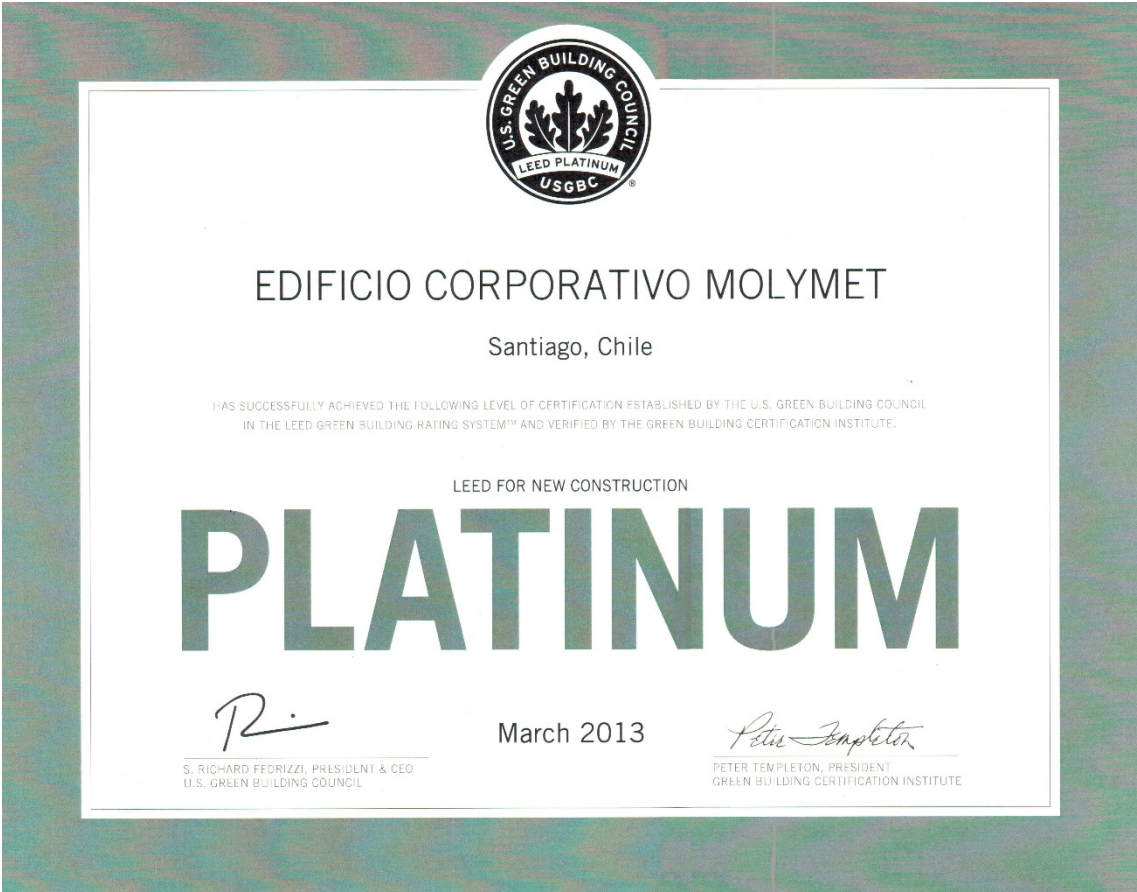 U.S. GREEN BUILDING COUNCIL
LEED PLATINUM
USGBC
®
EDIFICIO CORPORATIVO MOLYMET
Santiago, Chile
HAS SUCCESSFULLY ACHIEVED THE FOLLOWING LEVEL OF CERTIFICATION ESTABLISHED BY THE U.S. GREEN BUILDING COUNCIL
IN THE LEED GREEN BUILDING RATING SYSTEM™ AND VERIFIED BY THE GREEN BUILDING CERTIFICATION INSTITUTE.
LEED FOR NEW CONSTRUCTION
PLATINUM
March 2013
S. RICHARD FEDRIZZI, PRESIDENT & CEO
U.S. GREEN BUILDING COUNCIL
Peter Templeton
PETER TEMPLETON, PRESIDENT
GREEN BUILDING CERTIFICATION INSTITUTE